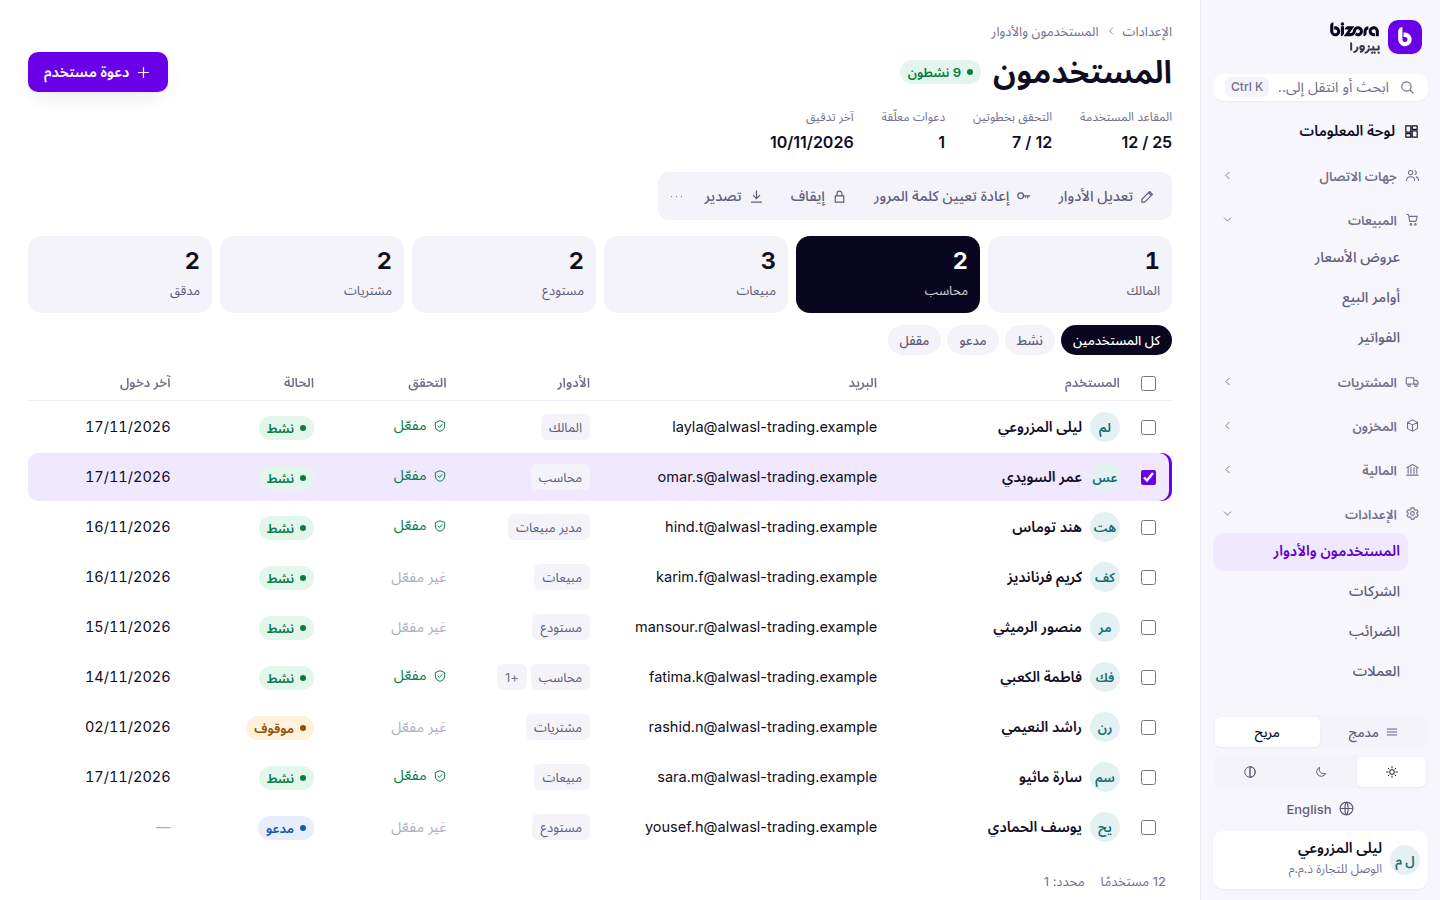 bizora
بيزورا
ابحث أو انتقل إلى.. Ctrl K
لوحة المعلومات
جهات الاتصال
المبيعات
عروض الأسعار
أوامر البيع
الفواتير
المشتريات
المخزون
المالية
الإعدادات
المستخدمون والأدوار
الشركات
الضرائب
العملات
مدمج مريح
English
ل م ليلى المزروعي
الوصل للتجارة ذ.م.م
الإعدادات المستخدمون والأدوار
المستخدمون 9 نشطون
دعوة مستخدم
المقاعد المستخدمة التحقق بخطوتين دعوات معلّقة آخر تدقيق
12 / 25 7 / 12 1 10/11/2026
تعديل الأدوار إعادة تعيين كلمة المرور إيقاف تصدير ...
1 2 3 2 2 2
المالك محاسب مبيعات مستودع مشتريات مدقق
كل المستخدمين نشط مدعو مقفل
المستخدم البريد الأدوار التحقق الحالة آخر دخول
لم ليلى المزروعي layla@alwasl-trading.example المالك مفعّل نشط 17/11/2026
عس عمر السويدي omar.s@alwasl-trading.example محاسب مفعّل نشط 17/11/2026
هت هند توماس hind.t@alwasl-trading.example مدير مبيعات مفعّل نشط 16/11/2026
كف كريم فرنانديز karim.f@alwasl-trading.example مبيعات غير مفعّل نشط 16/11/2026
مر منصور الرميثي mansour.r@alwasl-trading.example مستودع غير مفعّل نشط 15/11/2026
فك فاطمة الكعبي fatima.k@alwasl-trading.example محاسب +1 مفعّل نشط 14/11/2026
رن راشد النعيمي rashid.n@alwasl-trading.example مشتريات غير مفعّل موقوف 02/11/2026
سم سارة ماثيو sara.m@alwasl-trading.example مبيعات مفعّل نشط 17/11/2026
يح يوسف الحمادي yousef.h@alwasl-trading.example مستودع غير مفعّل مدعو —
12 مستخدمًا محدد: 1